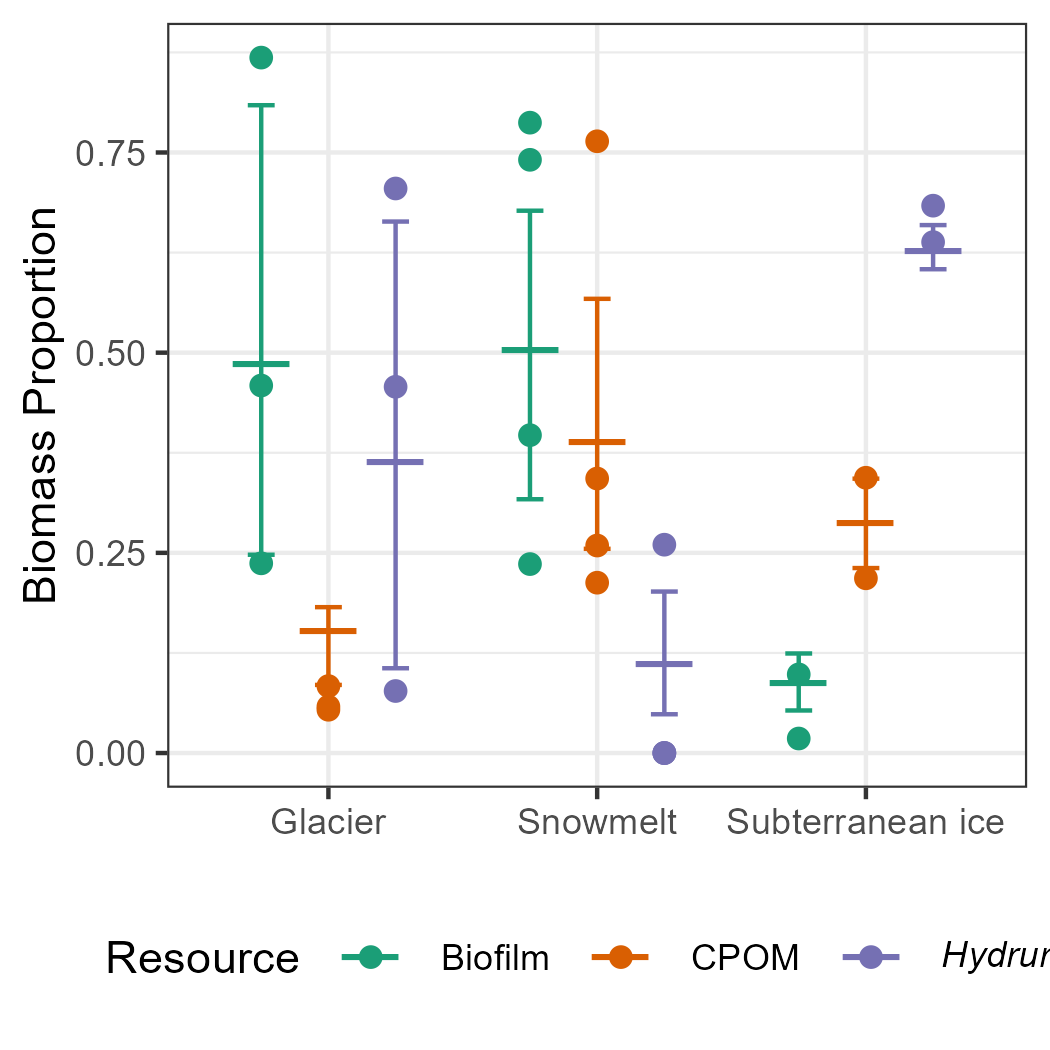 Biomass Proportion
0.75
0.50
0.25
0.00
Glacier Snowmelt Subterranean ice
Resource Biofilm CPOM